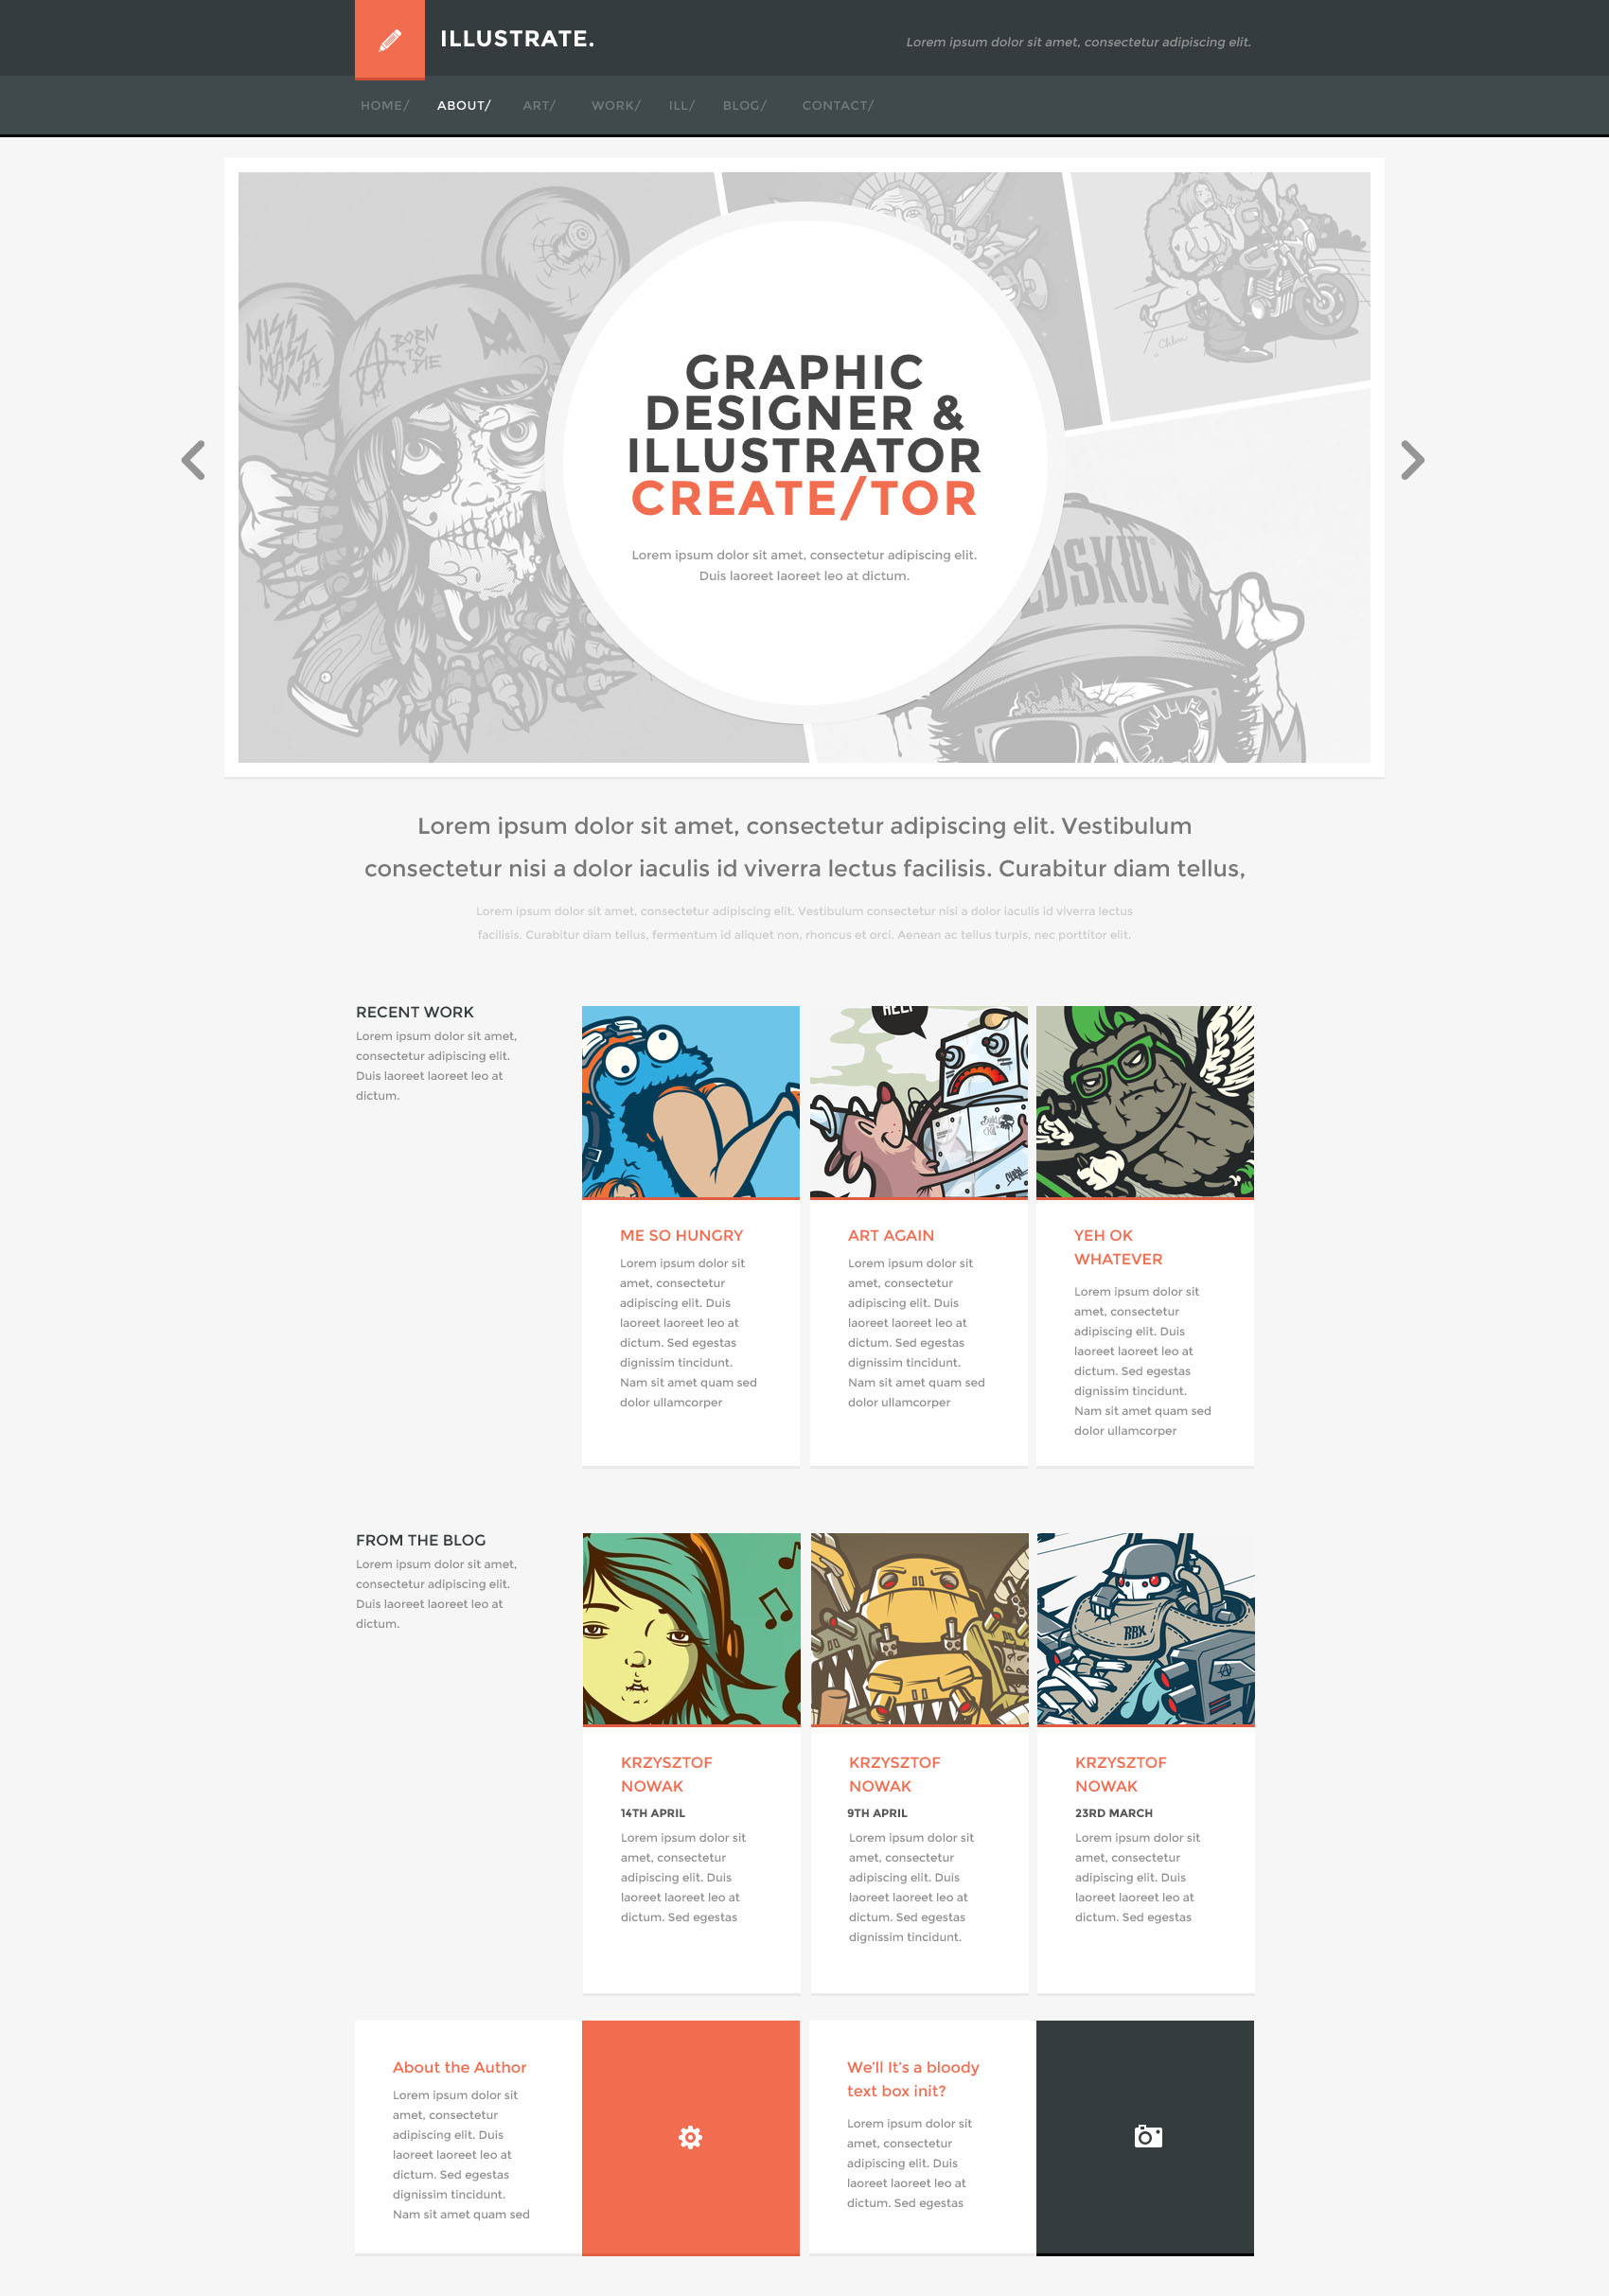 ILLUSTRATE.
Lorem ipsum dolor sit amet, consectetur adipiscing elit.
HOME/ ABOUT/ ART/ WORK/ ILL/ BLOG/ CONTACT/
MISS
BORN
TO
DIE
GRAPHIC
DESIGNER &
ILLUSTRATOR
CREATE/TOR
Lorem ipsum dolor sit amet, consectetur adipiscing elit.
Duis laoreet laoreet leo at dictum.
Lorem ipsum dolor sit amet, consectetur adipiscing elit. Vestibulum
consectetur nisi a dolor iaculis id viverra lectus facilisis. Curabitur diam tellus,
Lorem ipsum dolor sit amet, consectetur adipiscing elit. Vestibulum consectetur nisi a dolor iaculis id viverra lectus
facilisis. Curabitur diam tellus, fermentum id aliquet non, rhoncus et orci. Aenean ac tellus turpis, nec porttitor elit.
RECENT WORK
Lorem ipsum dolor sit amet,
consectetur adipiscing elit.
Duis laoreet laoreet leo at
dictum.
HELP
ME SO HUNGRY
Lorem ipsum dolor sit
amet, consectetur
adipiscing elit. Duis
laoreet laoreet leo at
dictum. Sed egestas
dignissim tincidunt.
Nam sit amet quam sed
dolor ullamcorper
ART AGAIN
Lorem ipsum dolor sit
amet, consectetur
adipiscing elit. Duis
laoreet laoreet leo at
dictum. Sed egestas
dignissim tincidunt.
Nam sit amet quam sed
dolor ullamcorper
YEH OK
WHATEVER
Lorem ipsum dolor sit
amet, consectetur
adipiscing elit. Duis
laoreet laoreet leo at
dictum. Sed egestas
dignissim tincidunt.
Nam sit amet quam sed
dolor ullamcorper
FROM THE BLOG
Lorem ipsum dolor sit amet,
consectetur adipiscing elit.
Duis laoreet laoreet leo at
dictum.
RBX
KRZYSZTOF
NOWAK
14TH APRIL
Lorem ipsum dolor sit
amet, consectetur
adipiscing elit. Duis
laoreet laoreet leo at
dictum. Sed egestas
KRZYSZTOF
NOWAK
9TH APRIL
Lorem ipsum dolor sit
amet, consectetur
adipiscing elit. Duis
laoreet laoreet leo at
dictum. Sed egestas
dignissim tincidunt.
KRZYSZTOF
NOWAK
23RD MARCH
Lorem ipsum dolor sit
amet, consectetur
adipiscing elit. Duis
laoreet laoreet leo at
dictum. Sed egestas
About the Author
Lorem ipsum dolor sit
amet, consectetur
adipiscing elit. Duis
laoreet laoreet leo at
dictum. Sed egestas
dignissim tincidunt.
Nam sit amet quam sed
We'll It's a bloody
text box init?
Lorem ipsum dolor sit
amet, consectetur
adipiscing elit. Duis
laoreet laoreet leo at
dictum. Sed egestas